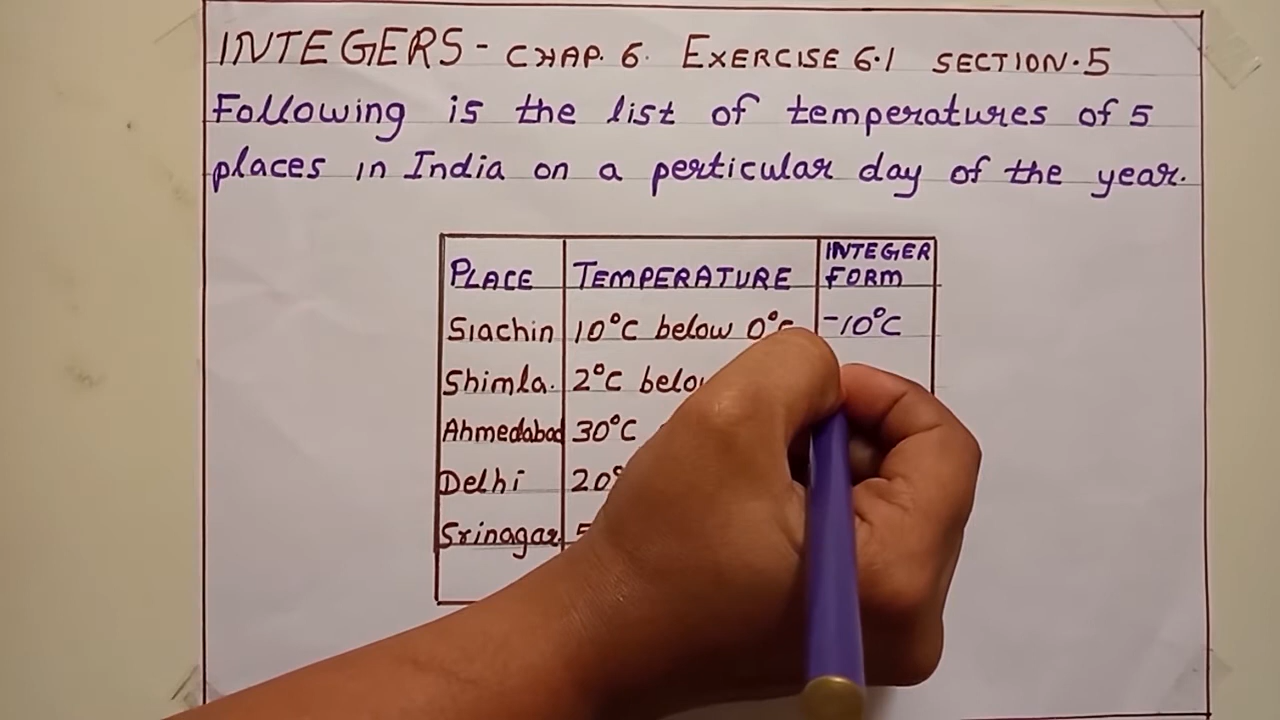 INTEGERS - CHAP. 6. EXERCISE 6.1 SECTION.5
Following is the list of temperatures of 5
places in India on a perticular day of the year.
PLACE TEMPERATURE INTEGER FORM
Siachin 10°C below 0°C -10°C
Shimla. 2°C
Ahmedabad 30°C
Delhi 20°
Srinagar